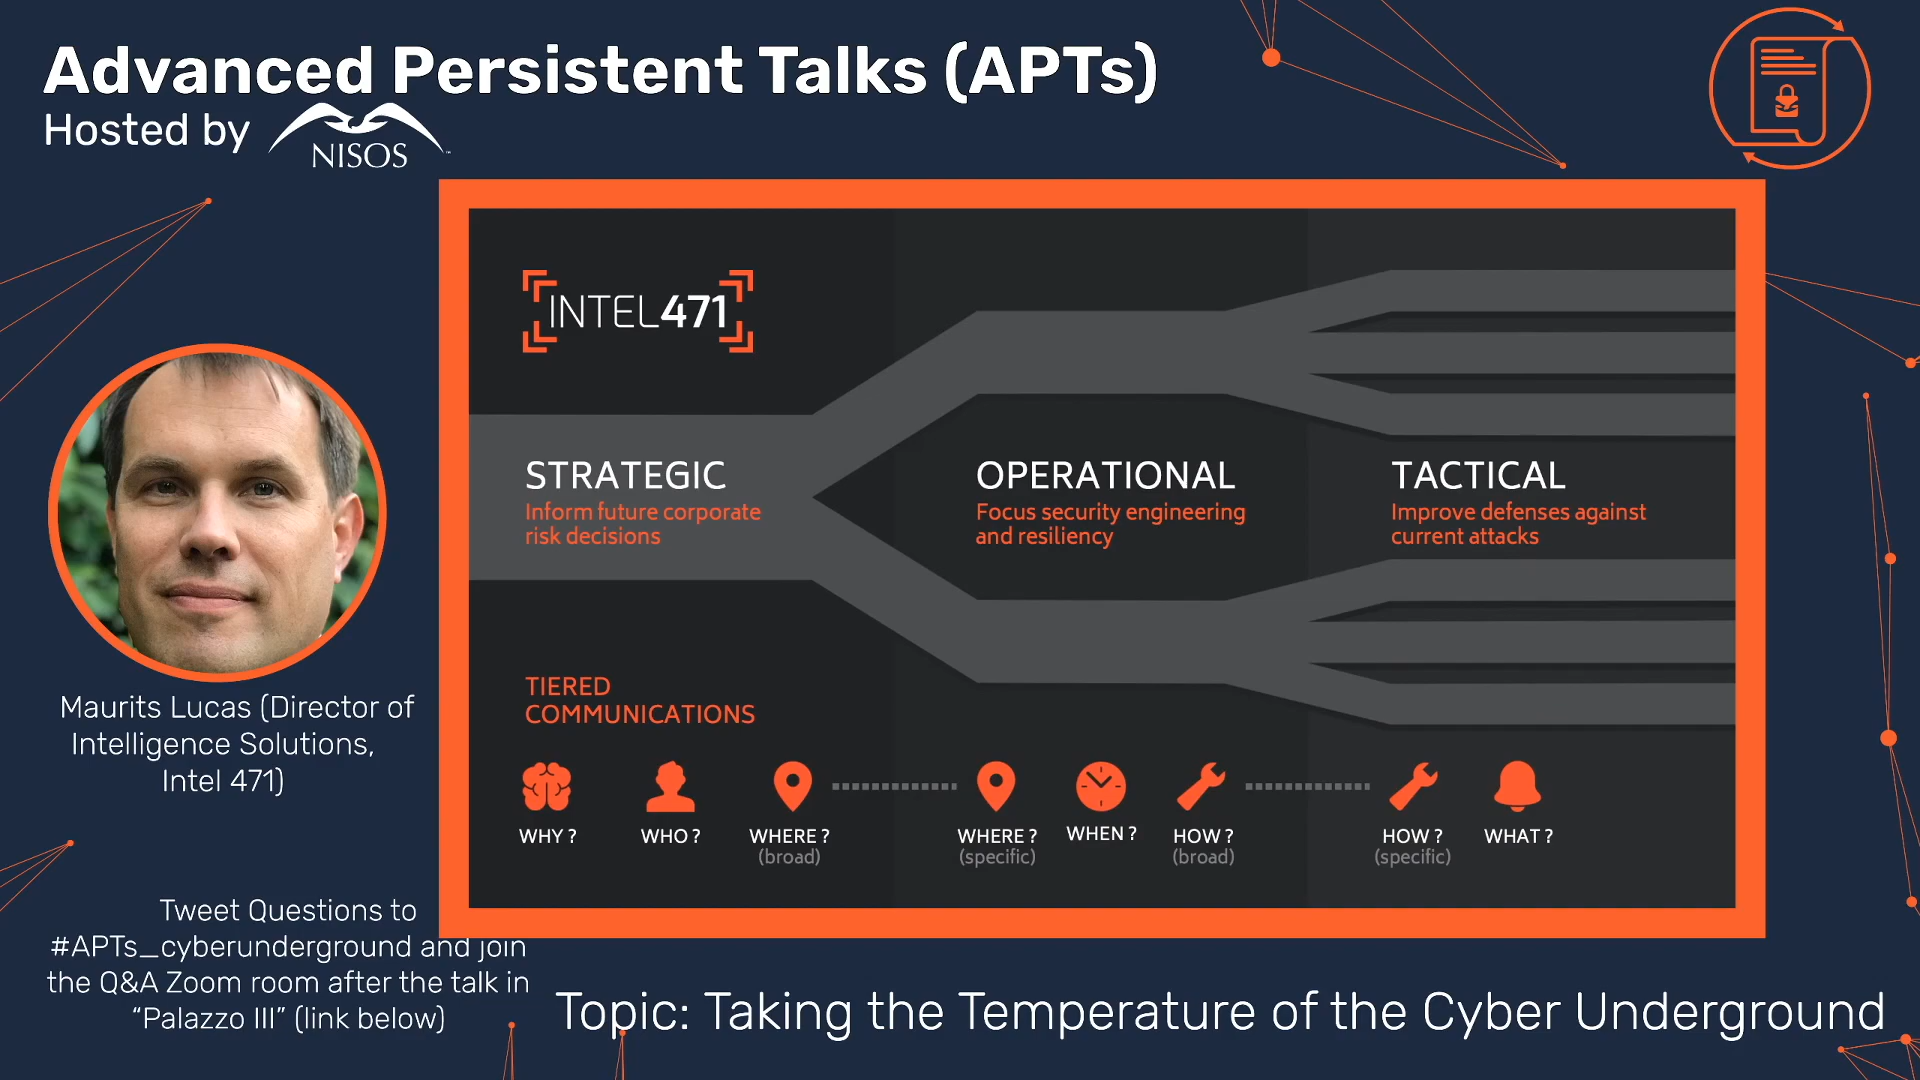 Advanced Persistent Talks (APTs)
Hosted by NISOS™
INTEL471
STRATEGIC
Inform future corporate
risk decisions
OPERATIONAL
Focus security engineering
and resiliency
TACTICAL
Improve defenses against
current attacks
TIERED
COMMUNICATIONS
WHY ?
WHO ?
WHERE ?
(broad)
WHERE ?
(specific)
WHEN ?
HOW ?
(broad)
HOW ?
(specific)
WHAT ?
Maurits Lucas (Director of
Intelligence Solutions,
Intel 471)
Tweet Questions to
#APTs_cyberunderground and join
the Q&A Zoom room after the talk in
“Palazzo III” (link below)
Topic: Taking the Temperature of the Cyber Underground